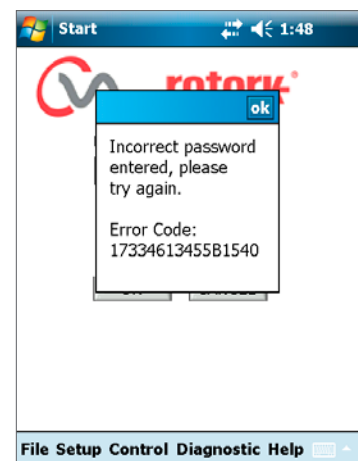 Start 1:48
rotork
ok
Incorrect password
entered, please
try again.
Error Code:
17334613455B1540
File Setup Control Diagnostic Help